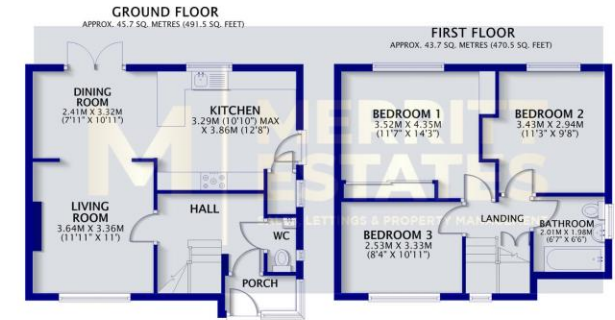 GROUND FLOOR
APPROX. 45.7 SQ. METRES (491.5 SQ. FEET)
DINING
ROOM
2.41M X 3.32M
(7'11" X 10'11")
KITCHEN
3.29M (10'10") MAX
X 3.86M (12'8")
LIVING
ROOM
3.64M X 3.36M
(11'11" X 11')
HALL
WC
PORCH
FIRST FLOOR
APPROX. 43.7 SQ. METRES (470.5 SQ. FEET)
BEDROOM 1
3.52M X 4.35M
(11'7" X 14'3")
BEDROOM 2
3.43M X 2.94M
(11'3" X 9'8")
BEDROOM 3
2.53M X 3.33M
(8'4" X 10'11")
LANDING
BATHROOM
2.01M X 1.98M
(6'7" X 6'6")
M
MERRITT
ESTATES
LETTINGS & PROPERTY MANAGEMENT